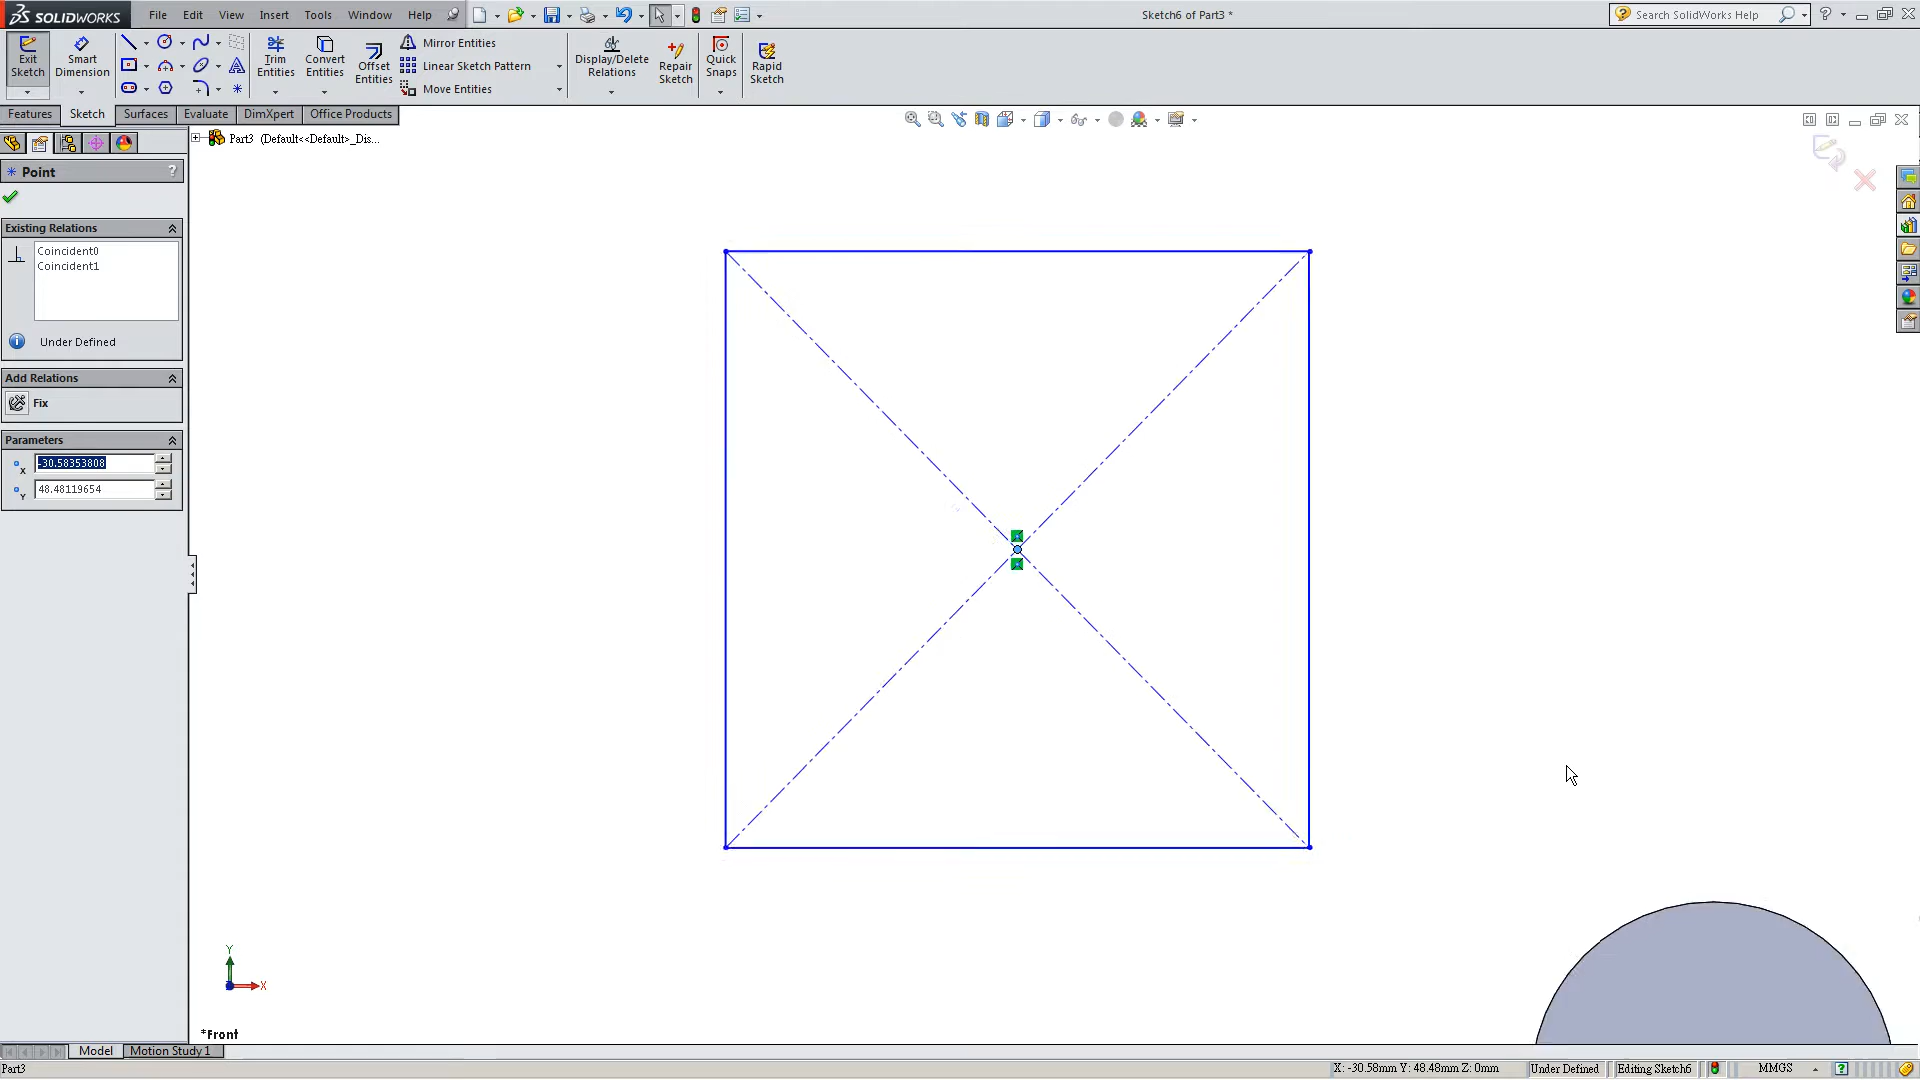 SOLIDWORKS File Edit View Insert Tools Window Help Sketch6 of Part3 * Search SolidWorks Help
Exit Sketch
Smart Dimension
Trim Entities
Convert Entities
Offset Entities
Mirror Entities
Linear Sketch Pattern
Move Entities
Display/Delete Relations
Repair Sketch
Quick Snaps
Rapid Sketch
Features Sketch Surfaces Evaluate DimXpert Office Products
Part3 (Default<<Default>_Dis...
Point ?
Existing Relations
Coincident0
Coincident1
Under Defined
Add Relations
Fix
Parameters
X -30.58353808
Y 48.48119654
Y
X
*Front
Model Motion Study 1
Part3 X: -30.58mm Y: 48.48mm Z: 0mm Under Defined Editing Sketch6 MMGS ?